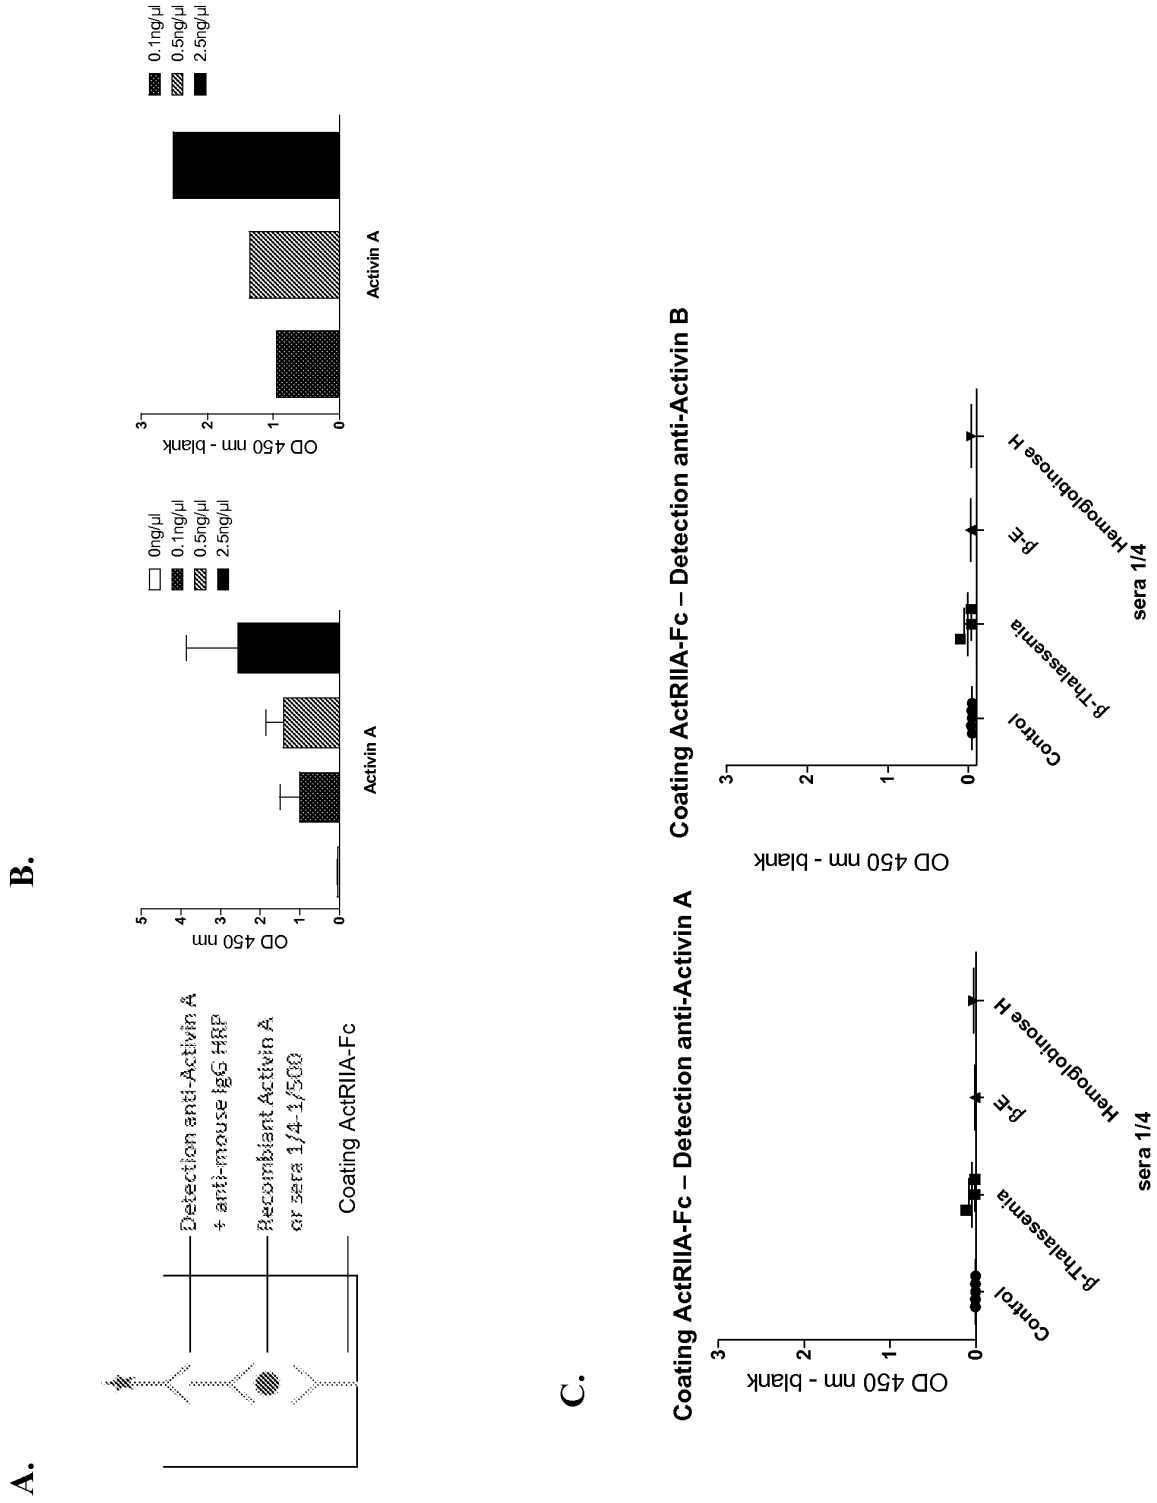 A.
Detection anti-Activin A
+ anti-mouse IgG HRP
Recombiant Activin A
or sera 1/4-1/500
Coating ActRIIA-Fc
B.
OD 450 nm
5
4
3
2
1
0
Activin A
0ng/µl
0.1ng/µl
0.5ng/µl
2.5ng/µl
OD 450 nm - blank
3
2
1
0
Activin A
0.1ng/µl
0.5ng/µl
2.5ng/µl
C.
Coating ActRIIA-Fc – Detection anti-Activin A
OD 450 nm - blank
3
2
1
0
Control
β-Thalassemia
β-E
Hemoglobinose H
sera 1/4
Coating ActRIIA-Fc – Detection anti-Activin B
OD 450 nm - blank
3
2
1
0
Control
β-Thalassemia
β-E
Hemoglobinose H
sera 1/4